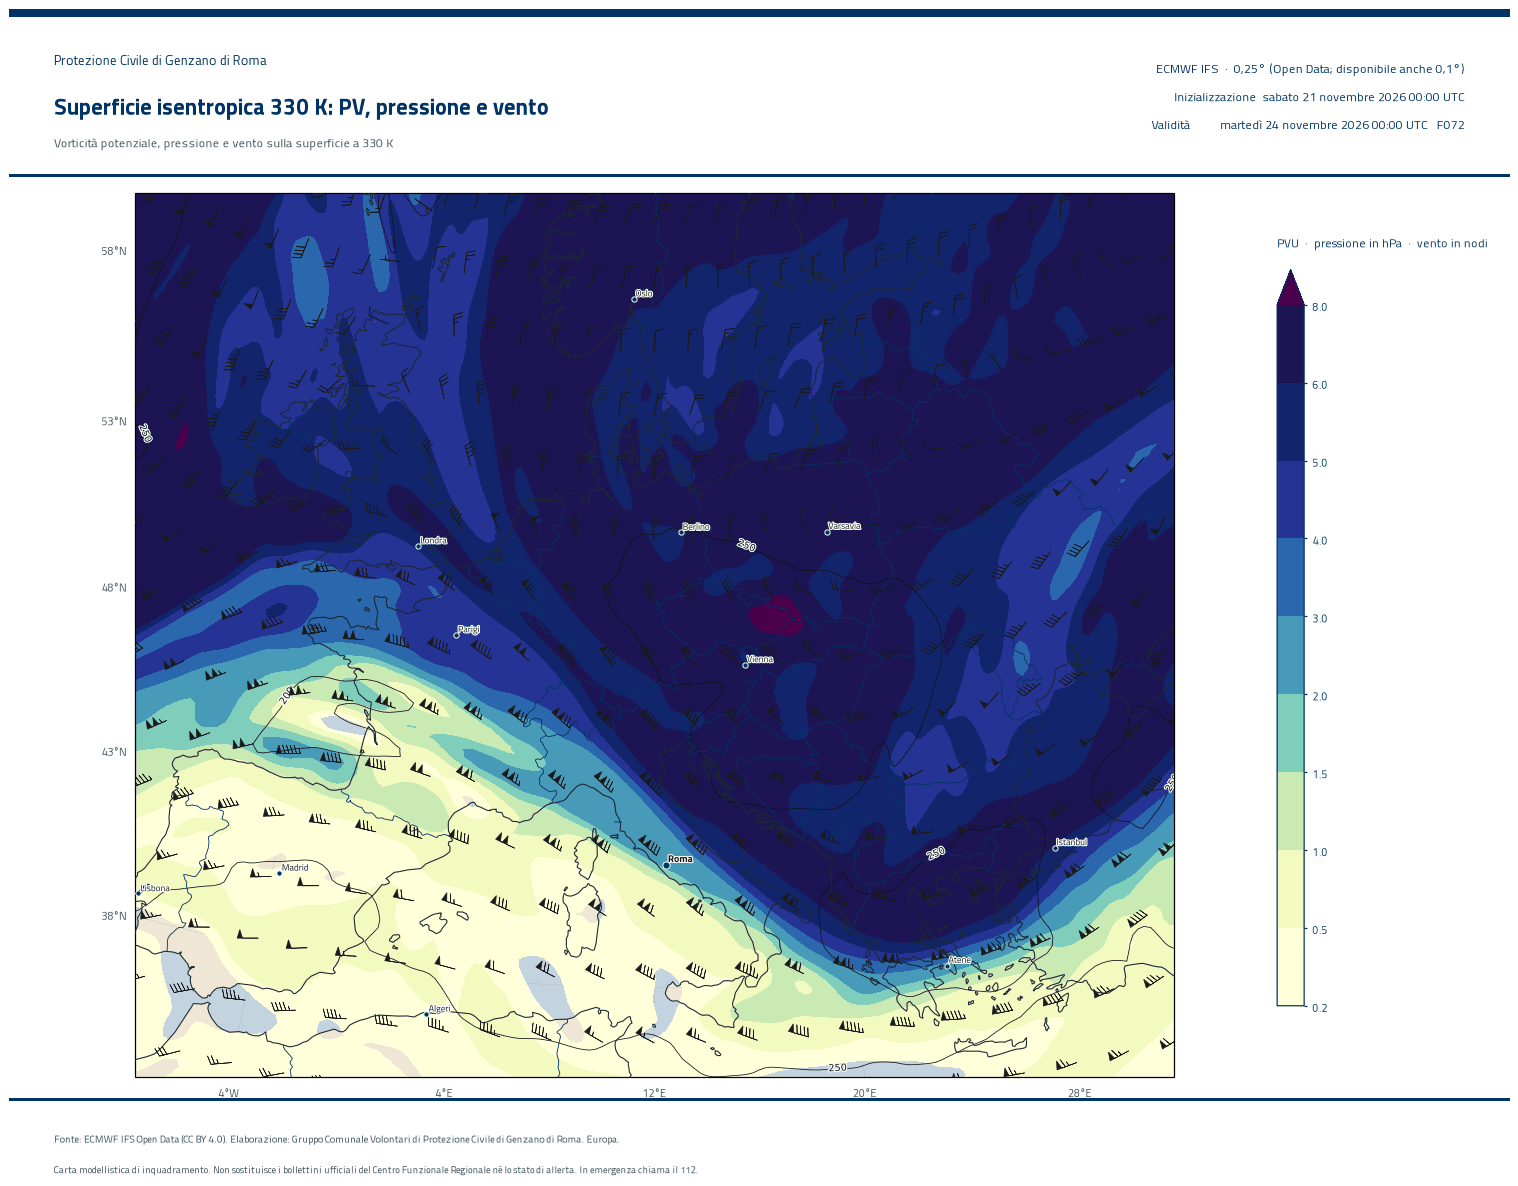 Protezione Civile di Genzano di Roma
Superficie isentropica 330 K: PV, pressione e vento
Vorticità potenziale, pressione e vento sulla superficie a 330 K
ECMWF IFS · 0,25° (Open Data; disponibile anche 0,1°)
Inizializzazione sabato 21 novembre 2026 00:00 UTC
Validità martedì 24 novembre 2026 00:00 UTC F072
PVU · pressione in hPa · vento in nodi
58°N
53°N
48°N
43°N
38°N
4°W
4°E
12°E
20°E
28°E
8.0
6.0
5.0
4.0
3.0
2.0
1.5
1.0
0.5
0.2
Oslo
250
Londra
Berlino
250
Varsavia
Parigi
Vienna
200
250
Roma
250
Istanbul
Madrid
Lisbona
Atene
Algeri
250
Fonte: ECMWF IFS Open Data (CC BY 4.0). Elaborazione: Gruppo Comunale Volontari di Protezione Civile di Genzano di Roma. Europa.
Carta modellistica di inquadramento. Non sostituisce i bollettini ufficiali del Centro Funzionale Regionale né lo stato di allerta. In emergenza chiama il 112.